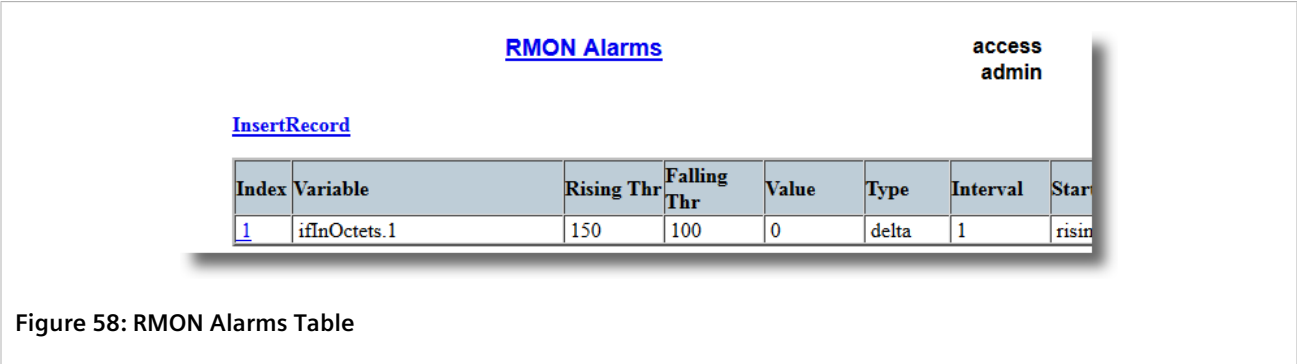 RMON Alarms
access
admin
InsertRecord
Index Variable Rising Thr Falling Thr Value Type Interval
1 ifInOctets.1 150 100 0 delta 1
Figure 58: RMON Alarms Table